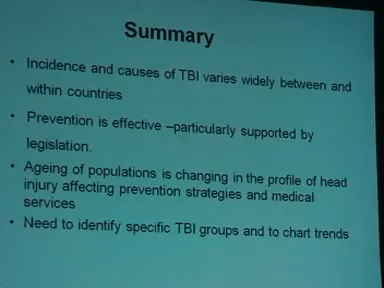 Summary
• Incidence and causes of TBI varies widely between and
within countries
• Prevention is effective –particularly supported by
legislation.
• Ageing of populations is changing in the profile of head
injury affecting prevention strategies and medical
services
• Need to identify specific TBI groups and to chart trends